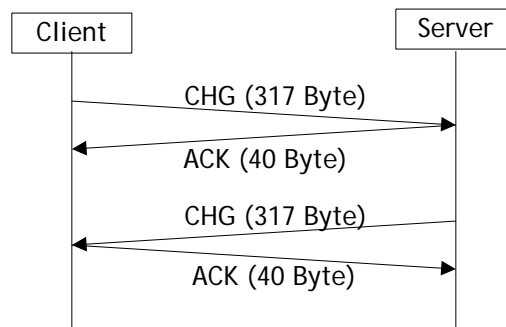 Client
Server
CHG (317 Byte)
ACK (40 Byte)
CHG (317 Byte)
ACK (40 Byte)